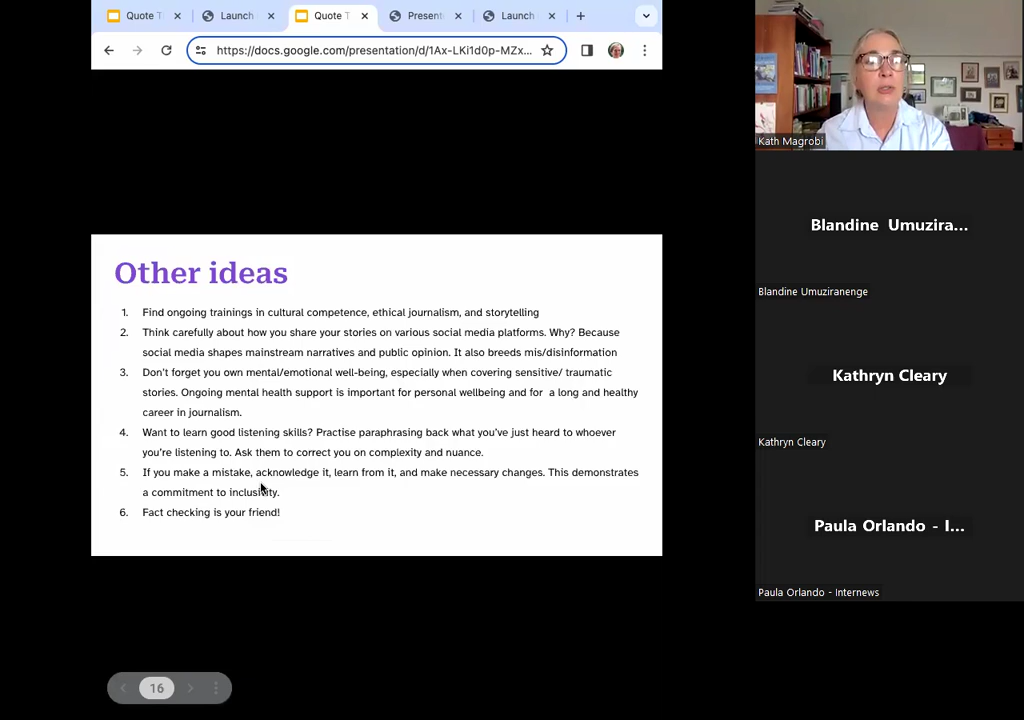 Quote T
Launch
Quote T
Present
Launch
https://docs.google.com/presentation/d/1Ax-LKi1d0p-MZx...
Other ideas
1. Find ongoing trainings in cultural competence, ethical journalism, and storytelling
2. Think carefully about how you share your stories on various social media platforms. Why? Because
social media shapes mainstream narratives and public opinion. It also breeds mis/disinformation
3. Don't forget you own mental/emotional well-being, especially when covering sensitive/ traumatic
stories. Ongoing mental health support is important for personal wellbeing and for a long and healthy
career in journalism.
4. Want to learn good listening skills? Practise paraphrasing back what you've just heard to whoever
you're listening to. Ask them to correct you on complexity and nuance.
5. If you make a mistake, acknowledge it, learn from it, and make necessary changes. This demonstrates
a commitment to inclusivity.
6. Fact checking is your friend!
16
Kath Magrobi
Blandine Umuzira...
Blandine Umuziranenge
Kathryn Cleary
Kathryn Cleary
Paula Orlando - I...
Paula Orlando - Internews